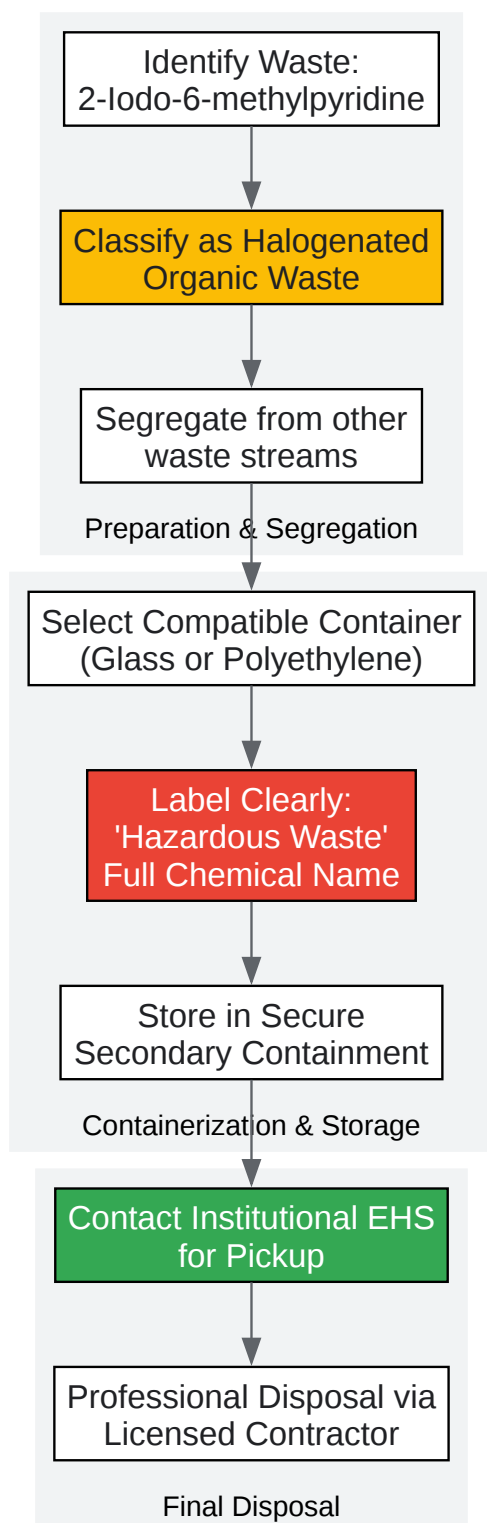 Identify Waste:
2-Iodo-6-methylpyridine
Classify as Halogenated
Organic Waste
Segregate from other
waste streams
Preparation & Segregation
Select Compatible Container
(Glass or Polyethylene)
Label Clearly:
'Hazardous Waste'
Full Chemical Name
Store in Secure
Secondary Containment
Containerization & Storage
Contact Institutional EHS
for Pickup
Professional Disposal via
Licensed Contractor
Final Disposal